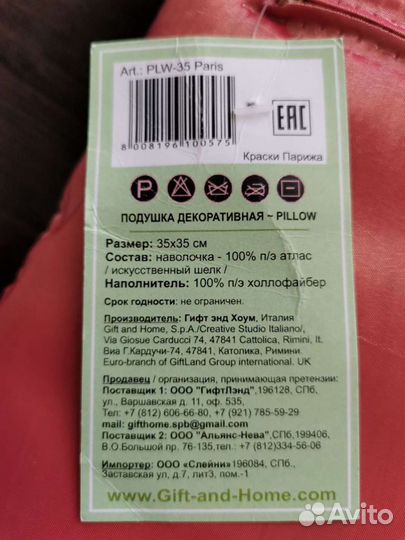 Art.: PLW-35 Paris
8 008196 100575
EAC
Краски Парижа
P
ПОДУШКА ДЕКОРАТИВНАЯ ~ PILLOW
Размер: 35х35 см
Состав: наволочка - 100% п/э атлас
/ искусственный шелк /
Наполнитель: 100% п/э холлофайбер
Срок годности: не ограничен.
Производитель: Гифт энд Хоум, Италия
Gift and Home, S.p.A./Creative Studio Italiano/,
Via Giosue Carducci 74, 47841 Cattolica, Rimini, It.
Виа Г.Кардучи-74, 47841, Католика, Римини.
Euro-branch of GiftLand Group international. UK
Продавец / организация, принимающая претензии:
Поставщик 1: ООО "ГифтЛэнд",196128, СПб,
ул., Варшавская д. 11, оф. 535,
Тел: +7 (812) 606-66-80, +7 (921) 785-59-29
mail: gifthome.spb@gmail.com
Поставщик 2: ООО "Альянс-Нева",СПб,199406,
В.О.Большой пр. 76-135,тел.:+7(812)334-56-06
Импортер: ООО «Слейни»196084, СПб.,
наб., Заставская ул, д.7, лит3, пом.-1
www.Gift-and-Home.com
Avito